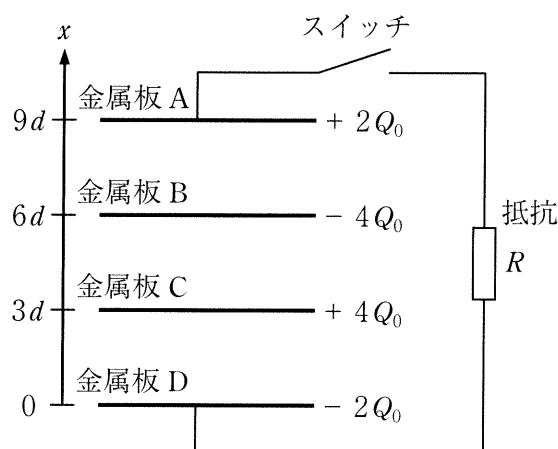 x
スイッチ
金属板 A
9d
+ 2Q₀
金属板 B
6d
− 4Q₀
抵抗
R
金属板 C
3d
+ 4Q₀
金属板 D
0
− 2Q₀